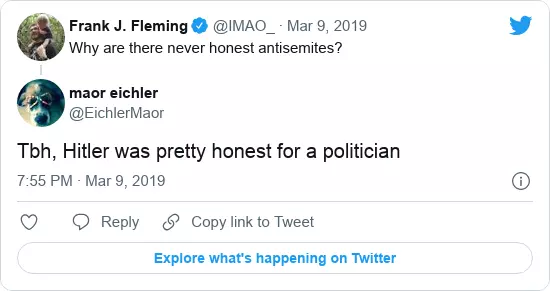 Frank J. Fleming @IMAO_ · Mar 9, 2019
Why are there never honest antisemites?
maor eichler
@EichlerMaor
Tbh, Hitler was pretty honest for a politician
7:55 PM · Mar 9, 2019
Reply Copy link to Tweet
Explore what's happening on Twitter